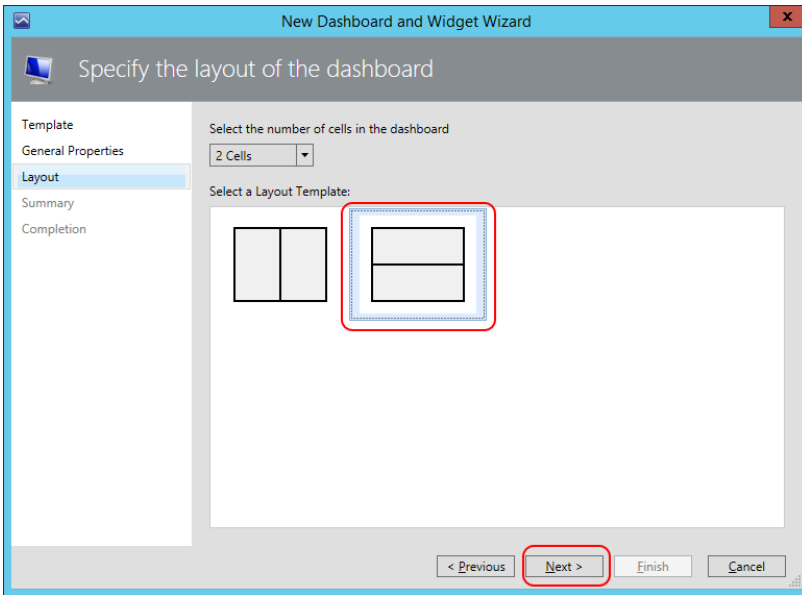 New Dashboard and Widget Wizard
x
Specify the layout of the dashboard
Template
General Properties
Layout
Summary
Completion
Select the number of cells in the dashboard
2 Cells
Select a Layout Template:
< Previous
Next >
Finish
Cancel